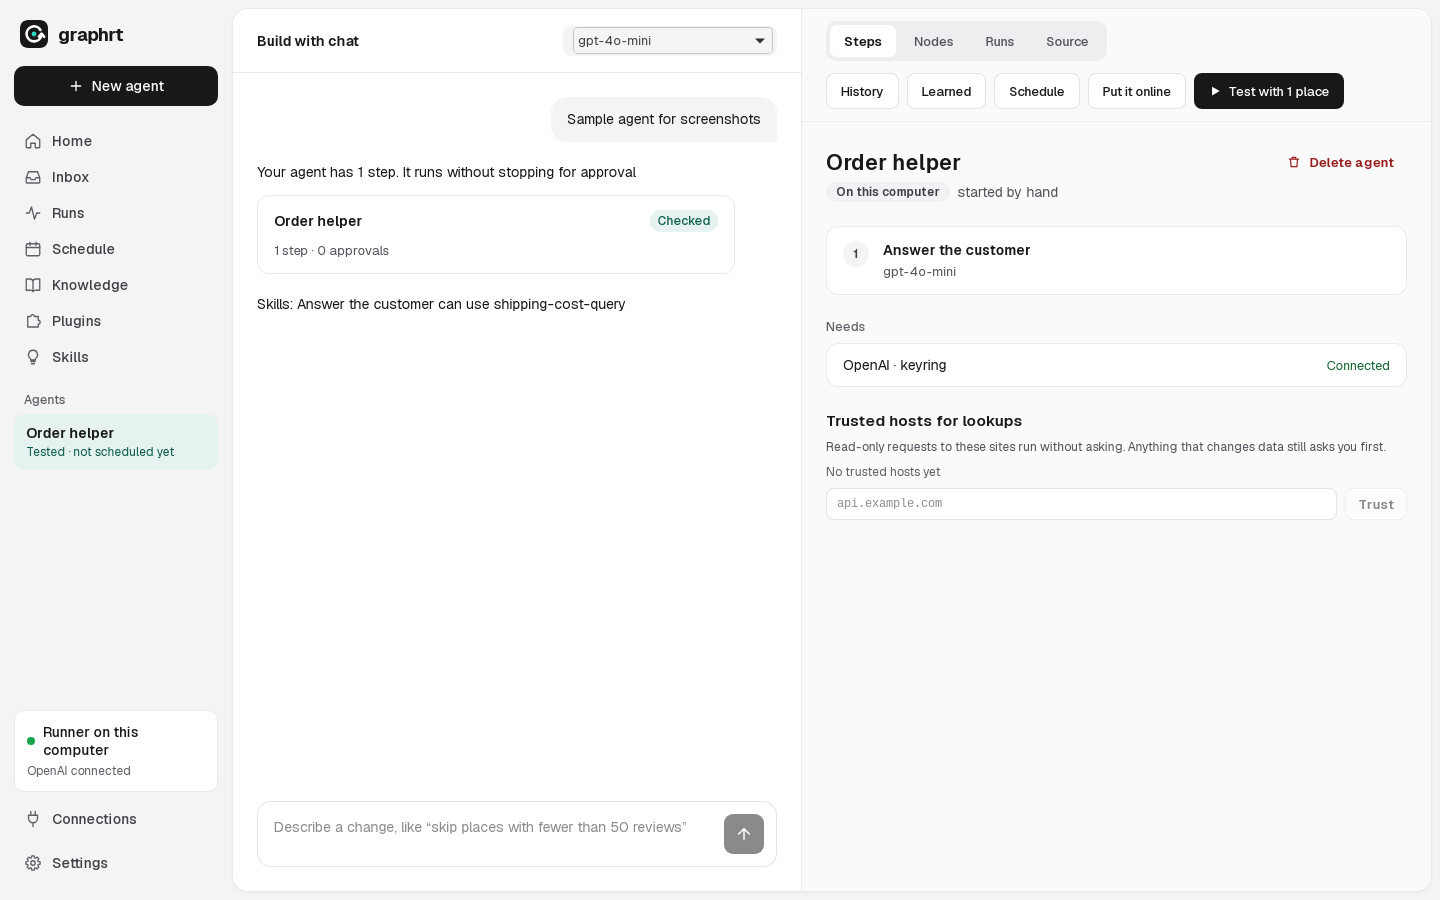 graphrt
New agent
Home
Inbox
Runs
Schedule
Knowledge
Plugins
Skills
Agents
Order helper
Tested · not scheduled yet
Runner on this
computer
OpenAI connected
Connections
Settings
Build with chat
gpt-4o-mini
Sample agent for screenshots
Your agent has 1 step. It runs without stopping for approval
Order helper
Checked
1 step · 0 approvals
Skills: Answer the customer can use shipping-cost-query
Describe a change, like “skip places with fewer than 50 reviews”
Steps Nodes Runs Source
History Learned Schedule Put it online Test with 1 place
Order helper
Delete agent
On this computer started by hand
1
Answer the customer
gpt-4o-mini
Needs
OpenAI · keyring
Connected
Trusted hosts for lookups
Read-only requests to these sites run without asking. Anything that changes data still asks you first.
No trusted hosts yet
api.example.com
Trust